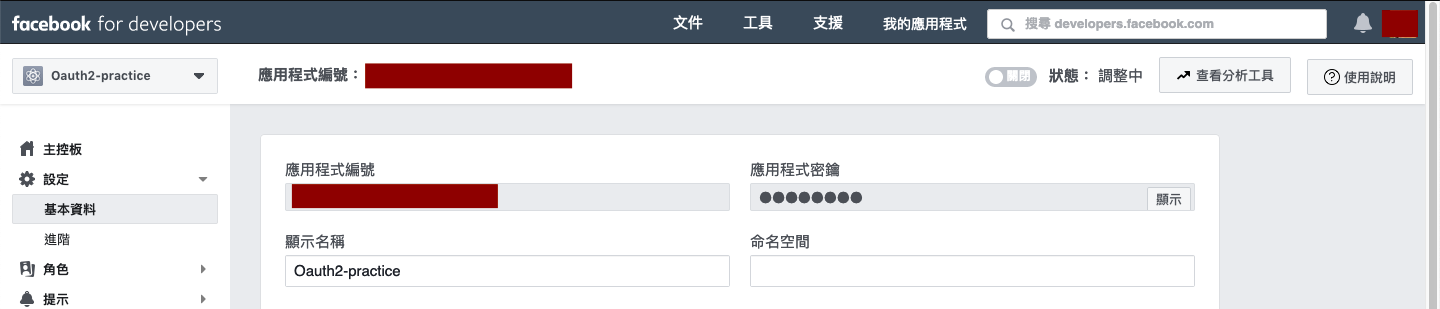 facebook for developers 文件 工具 支援 我的應用程式 搜尋 developers.facebook.com
Oauth2-practice 應用程式編號： 關閉 狀態： 調整中 查看分析工具 使用說明
主控板
設定
基本資料
進階
角色
提示
應用程式編號 應用程式密鑰
顯示
顯示名稱 命名空間
Oauth2-practice